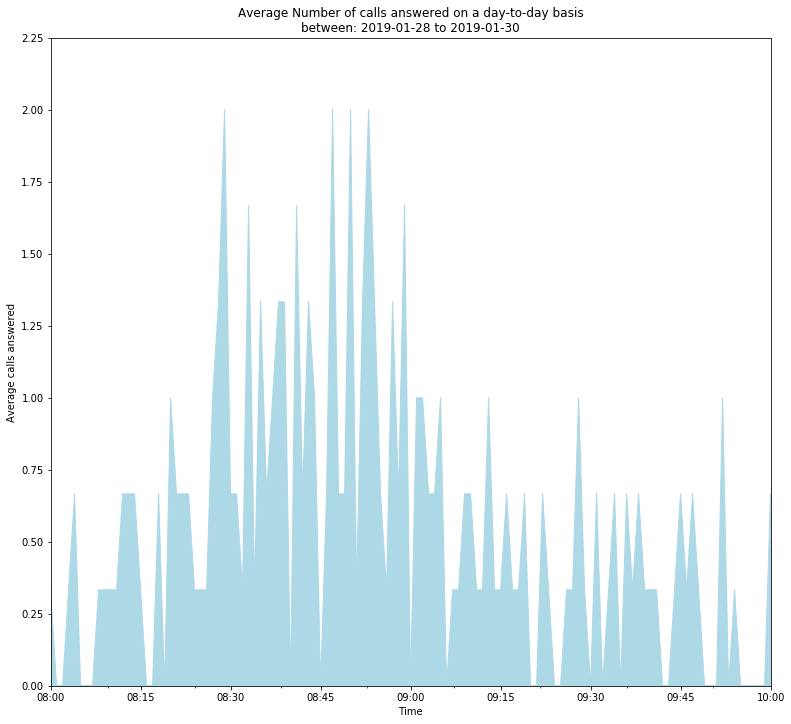 Average Number of calls answered on a day-to-day basis
between: 2019-01-28 to 2019-01-30
2.25
2.00
1.75
1.50
1.25
1.00
0.75
0.50
0.25
0.00
Average calls answered
08:00 08:15 08:30 08:45 09:00 09:15 09:30 09:45 10:00
Time